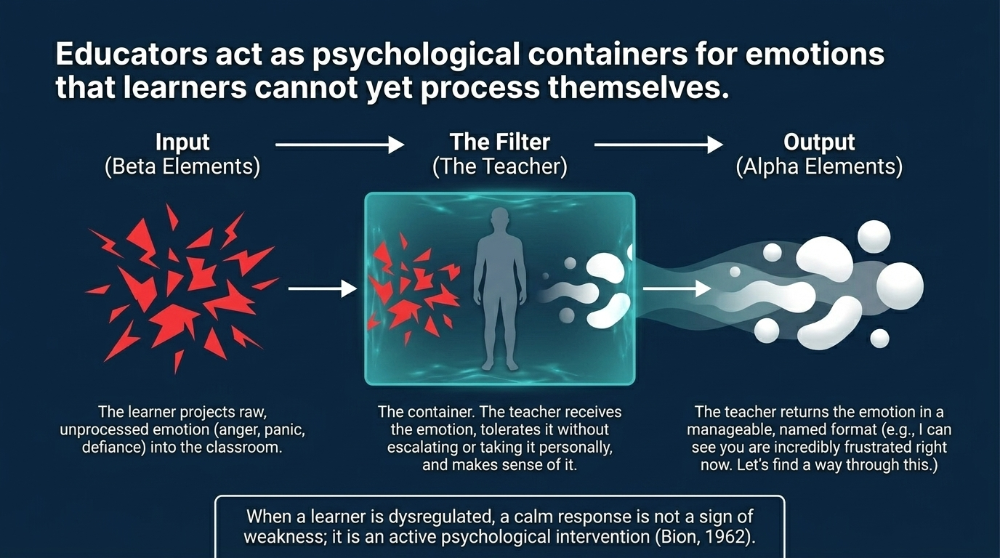 Educators act as psychological containers for emotions
that learners cannot yet process themselves.
Input
(Beta Elements)
The Filter
(The Teacher)
Output
(Alpha Elements)
The learner projects raw,
unprocessed emotion (anger, panic,
defiance) into the classroom.
The container. The teacher receives
the emotion, tolerates it without
escalating or taking it personally,
and makes sense of it.
The teacher returns the emotion in a
manageable, named format (e.g., I can
see you are incredibly frustrated right
now. Let's find a way through this.)
When a learner is dysregulated, a calm response is not a sign of
weakness; it is an active psychological intervention (Bion, 1962).